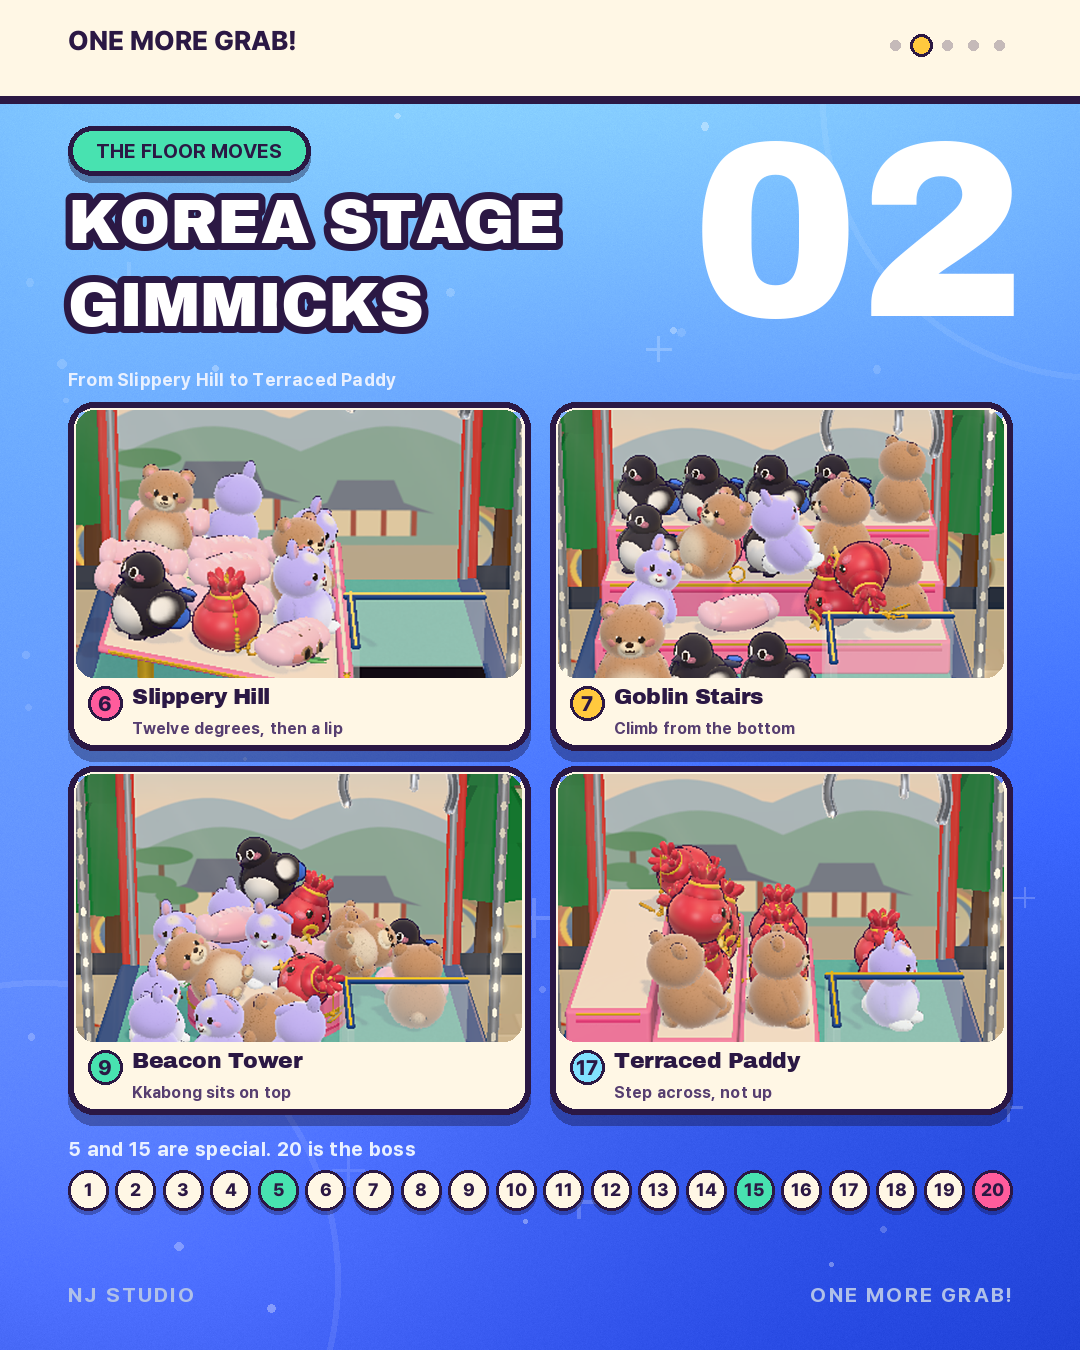 ONE MORE GRAB!
THE FLOOR MOVES
02
KOREA STAGE
GIMMICKS
From Slippery Hill to Terraced Paddy
6
Slippery Hill
Twelve degrees, then a lip
7
Goblin Stairs
Climb from the bottom
9
Beacon Tower
Kkabong sits on top
17
Terraced Paddy
Step across, not up
5 and 15 are special. 20 is the boss
1 2 3 4 5 6 7 8 9 10 11 12 13 14 15 16 17 18 19 20
NJ STUDIO
ONE MORE GRAB!